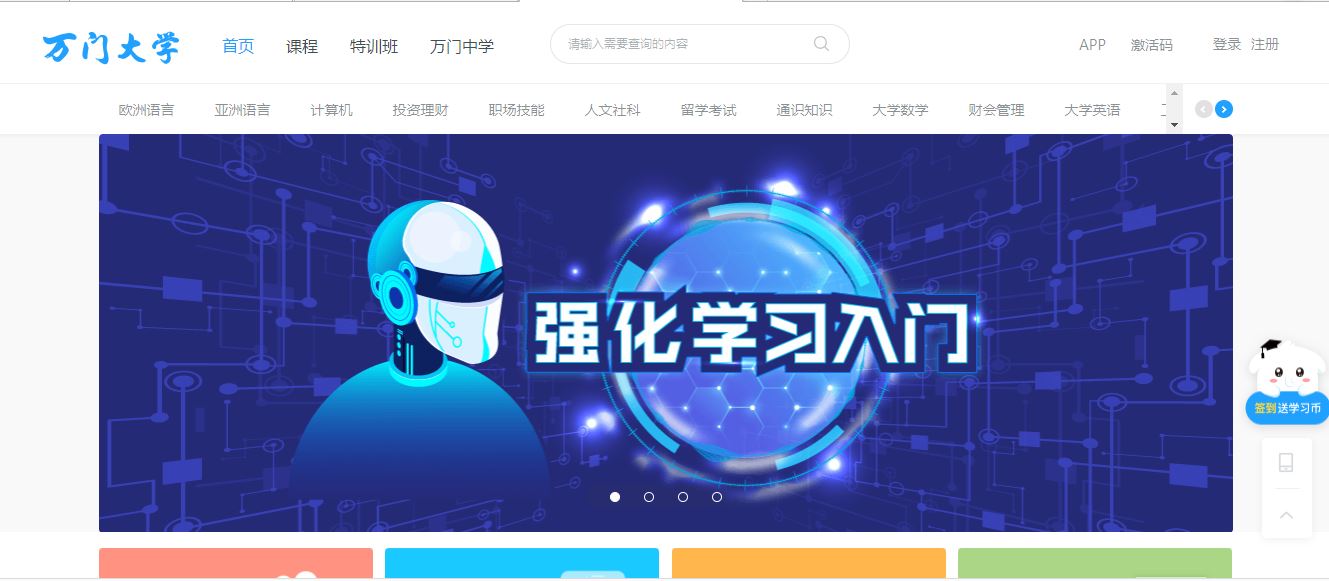 万门大学 首页 课程 特训班 万门中学 请输入需要查询的内容 APP 激活码 登录 注册
欧洲语言 亚洲语言 计算机 投资理财 职场技能 人文社科 留学考试 通识知识 大学数学 财会管理 大学英语
强化学习入门
签到送学习币